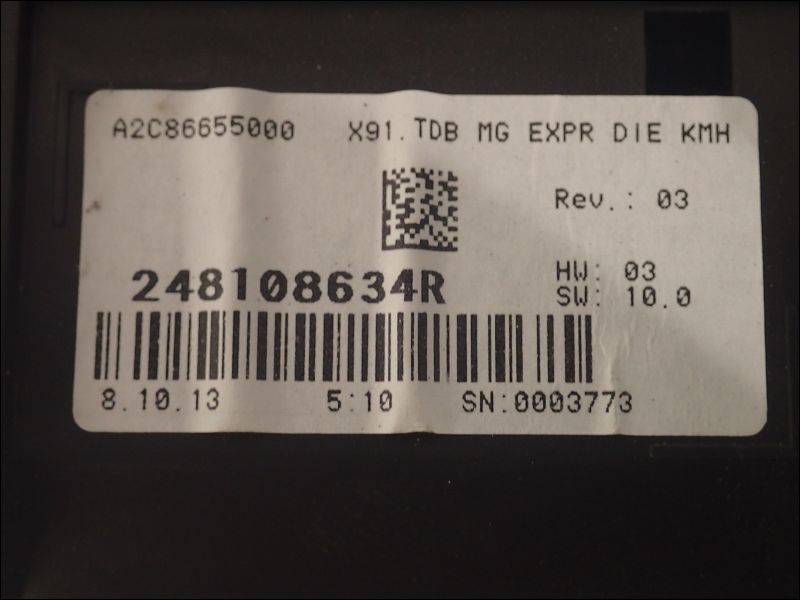 A2C86655000 X91.TDB MG EXPR DIE KMH
Rev.: 03
248108634R
HW: 03
SW: 10.0
8.10.13 5:10 SN:0003773